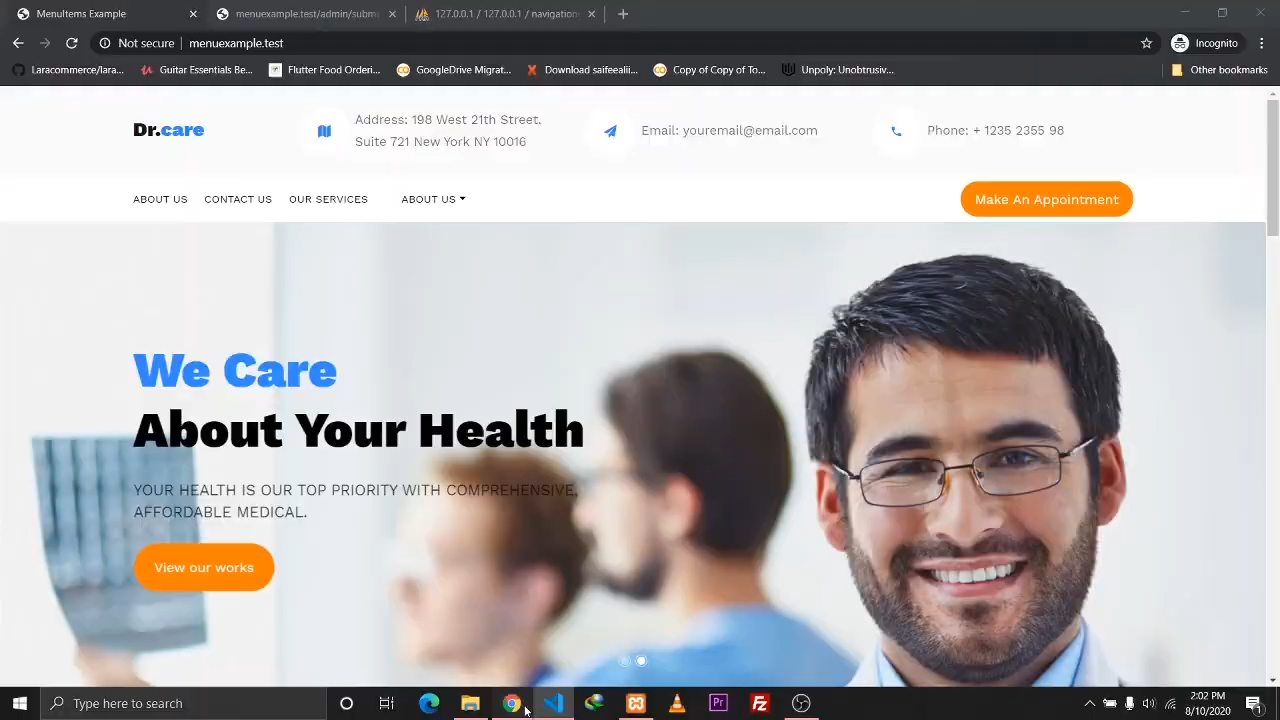 MenuItems Example
menuexample.test/admin/subm
127.0.0.1 / 127.0.0.1 / navigation
Not secure
menuexample.test
Incognito
Laracommerce/lara...
Guitar Essentials Be...
Flutter Food Orderi...
GoogleDrive Migrat...
Download saifeealii...
Copy of Copy of To...
Unpoly: Unobtrusiv...
Other bookmarks
Dr.care
Address: 198 West 21th Street,
Suite 721 New York NY 10016
Email: youremail@email.com
Phone: + 1235 2355 98
ABOUT US
CONTACT US
OUR SERVICES
ABOUT US
Make An Appointment
We Care
About Your Health
YOUR HEALTH IS OUR TOP PRIORITY WITH COMPREHENSIVE,
AFFORDABLE MEDICAL.
View our works
Type here to search
2:02 PM
8/10/2020